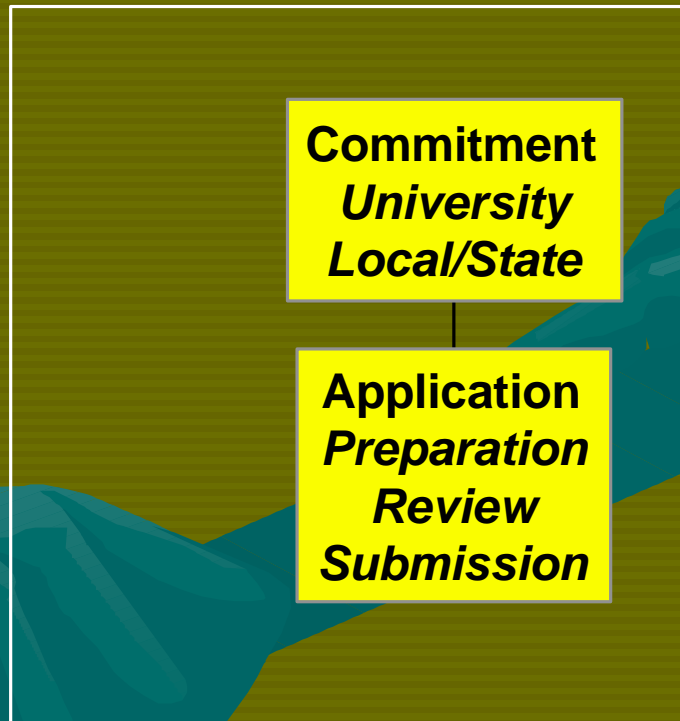 Commitment
University
Local/State
Application
Preparation
Review
Submission